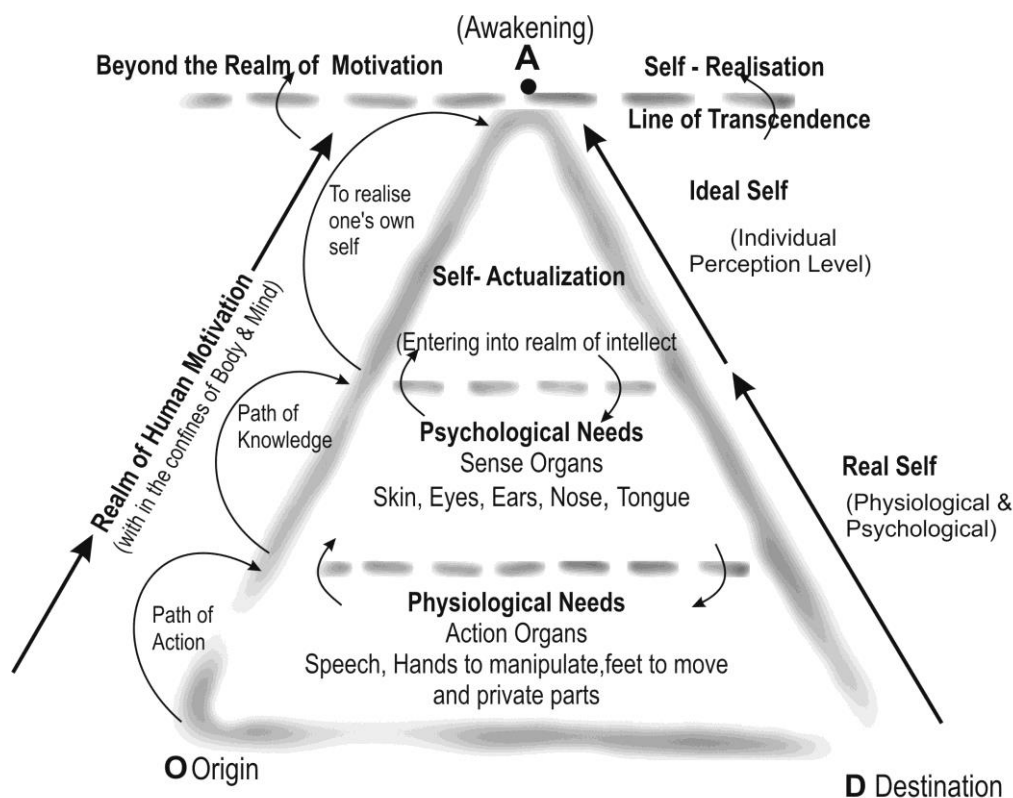 (Awakening)
A
Beyond the Realm of Motivation
Self - Realisation
Line of Transcendence
To realise
one's own
self
Ideal Self
(Individual
Perception Level)
Self- Actualization
(Entering into realm of intellect
Realm of Human Motivation
(with in the confines of Body & Mind)
Path of
Knowledge
Psychological Needs
Sense Organs
Skin, Eyes, Ears, Nose, Tongue
Real Self
(Physiological &
Psychological)
Path of
Action
Physiological Needs
Action Organs
Speech, Hands to manipulate,feet to move
and private parts
O Origin
D Destination